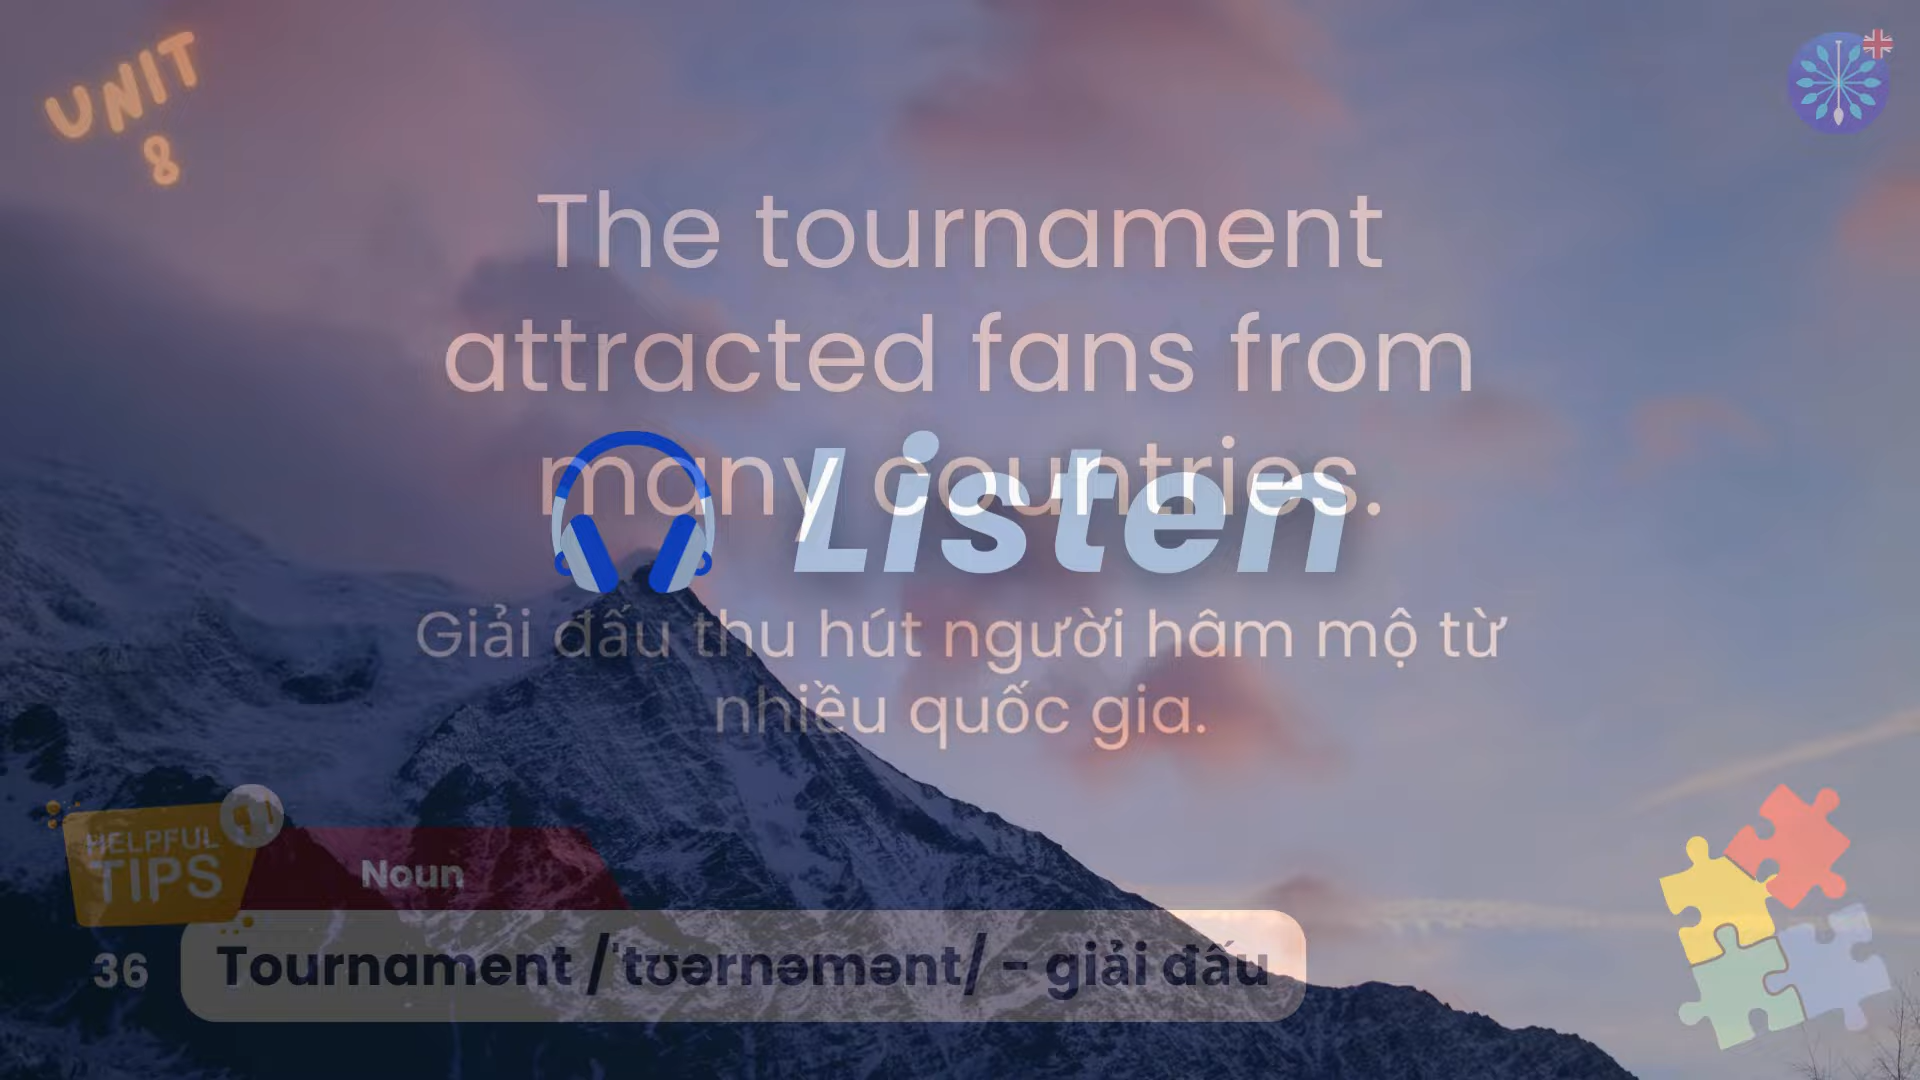 UNIT
8
The tournament
attracted fans from
many countries.
Listen
Giải đấu thu hút người hâm mộ từ
nhiều quốc gia.
HELPFUL
TIPS
Noun
36
Tournament /ˈtʊərnəmənt/ - giải đấu